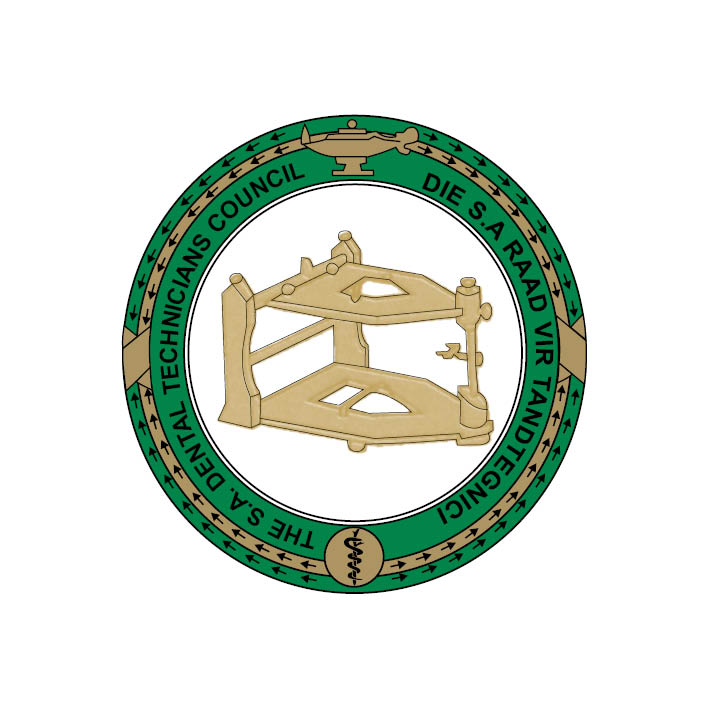 THE S.A. DENTAL TECHNICIANS COUNCIL
DIE S.A RAAD VIR TANDTEGNICI